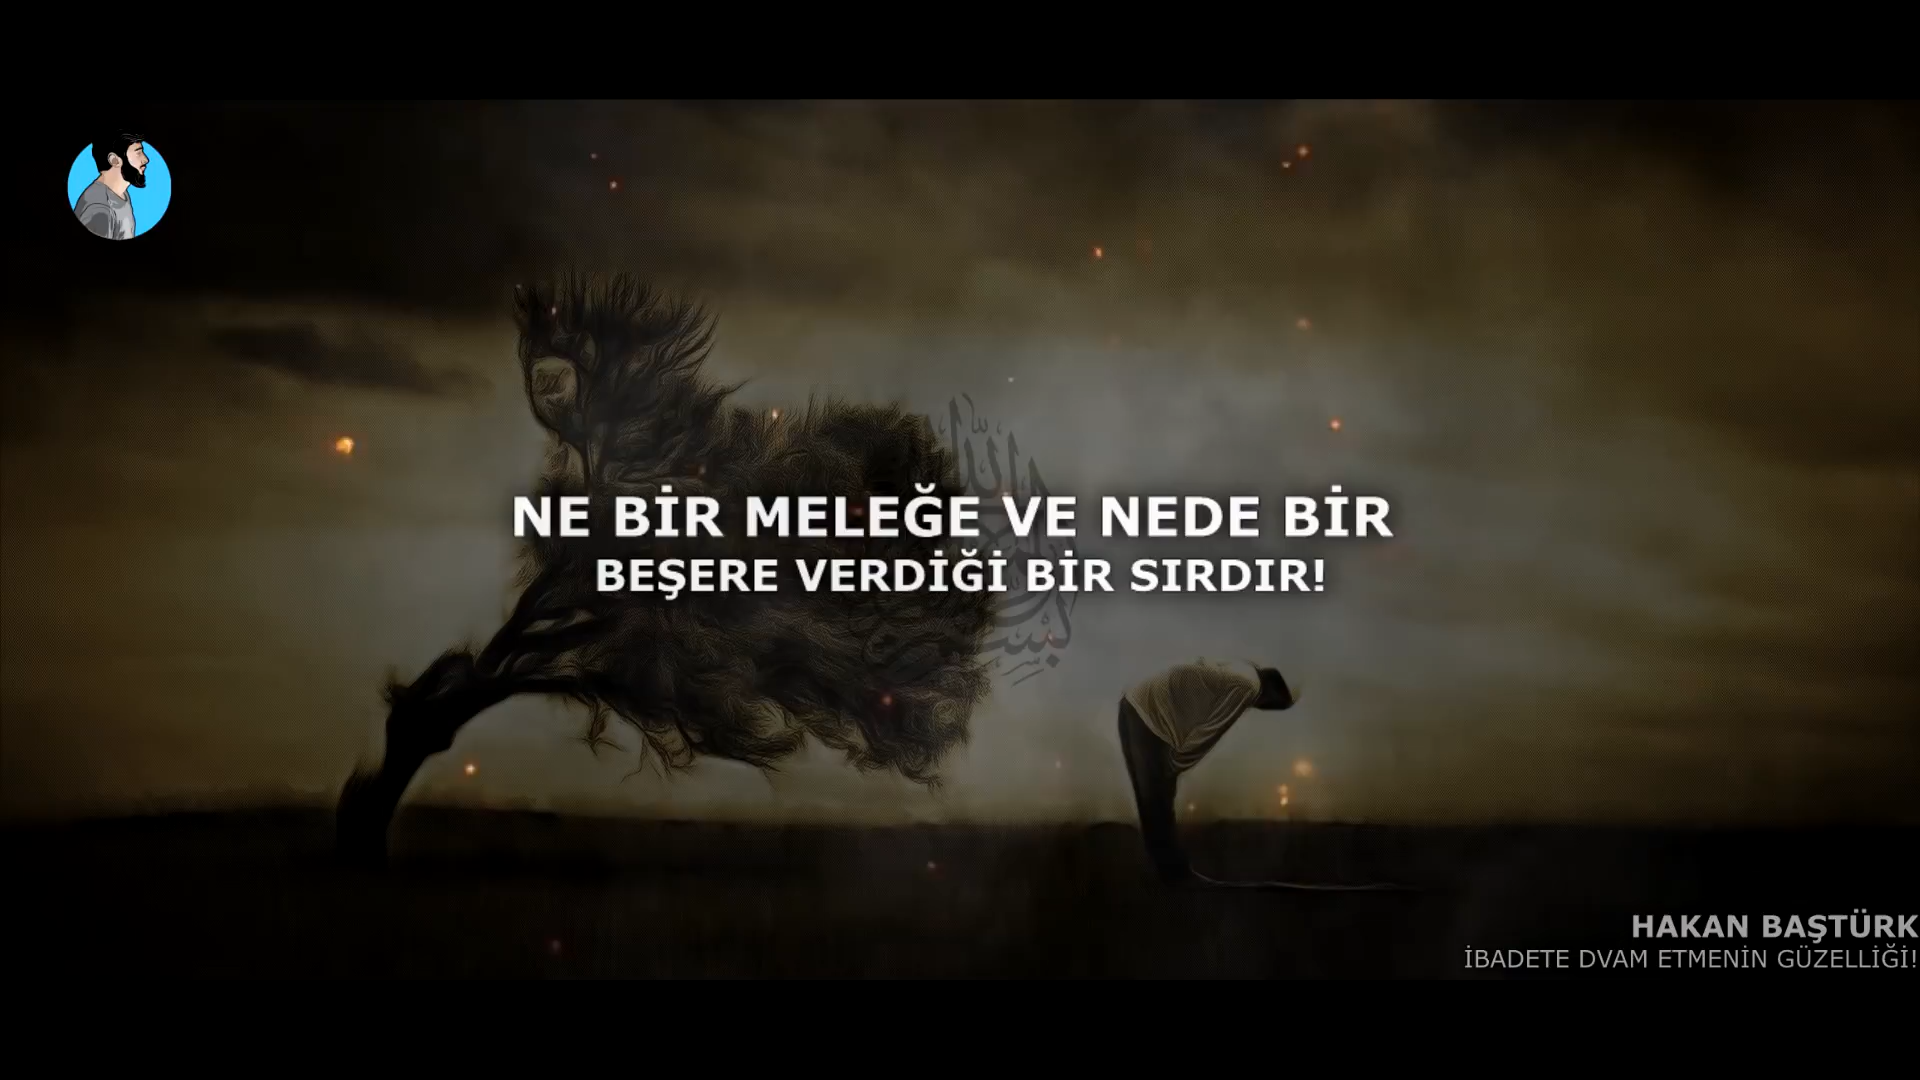 NE BİR MELEĞE VE NEDE BİR
BEŞERE VERDİĞİ BİR SIRDIR!
HAKAN BAŞTÜRK
İBADETE DVAM ETMENİN GÜZELLİĞİ!